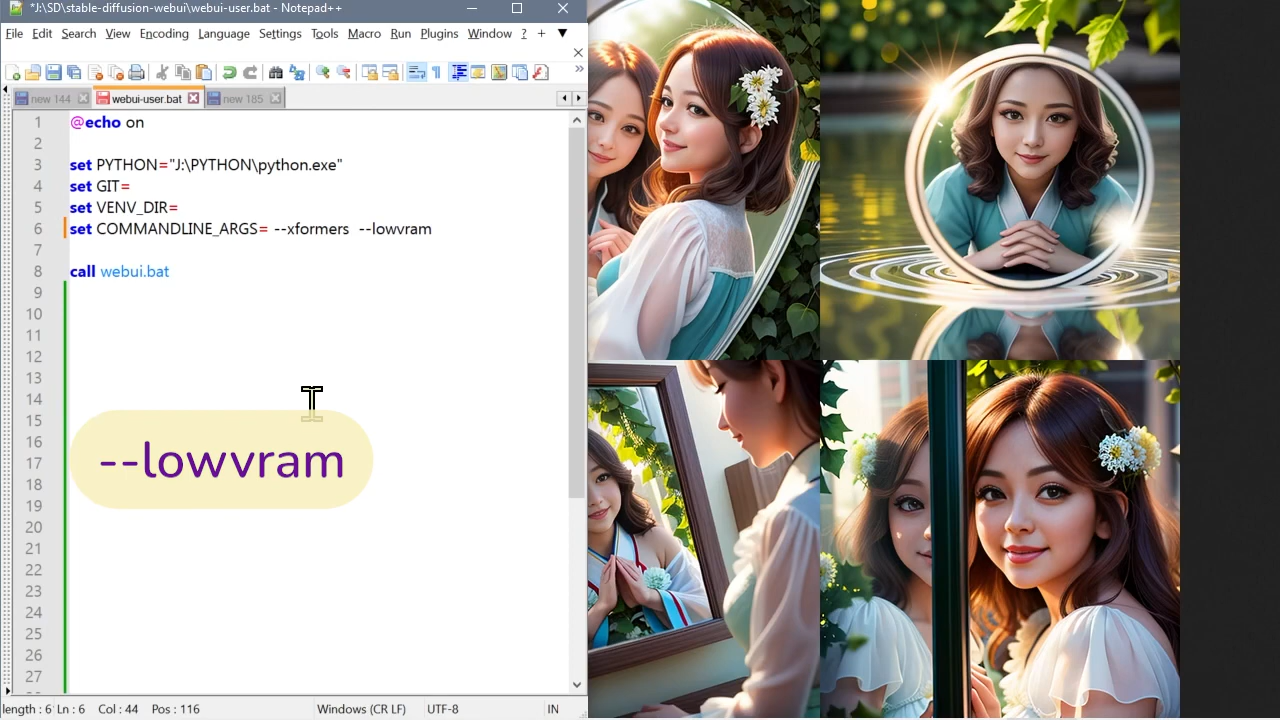 *J:\SD\stable-diffusion-webui\webui-user.bat - Notepad++
File Edit Search View Encoding Language Settings Tools Macro Run Plugins Window ? + ▼
new 144 webui-user.bat new 185
1 @echo on
2
3 set PYTHON="J:\PYTHON\python.exe"
4 set GIT=
5 set VENV_DIR=
6 set COMMANDLINE_ARGS= --xformers  --lowvram
7
8 call webui.bat
9
10
11
12
13
14
15
16
17
18
19
20
21
22
23
24
25
26
27
--lowvram
length : 6 Ln : 6 Col : 44 Pos : 116 Windows (CR LF) UTF-8 IN